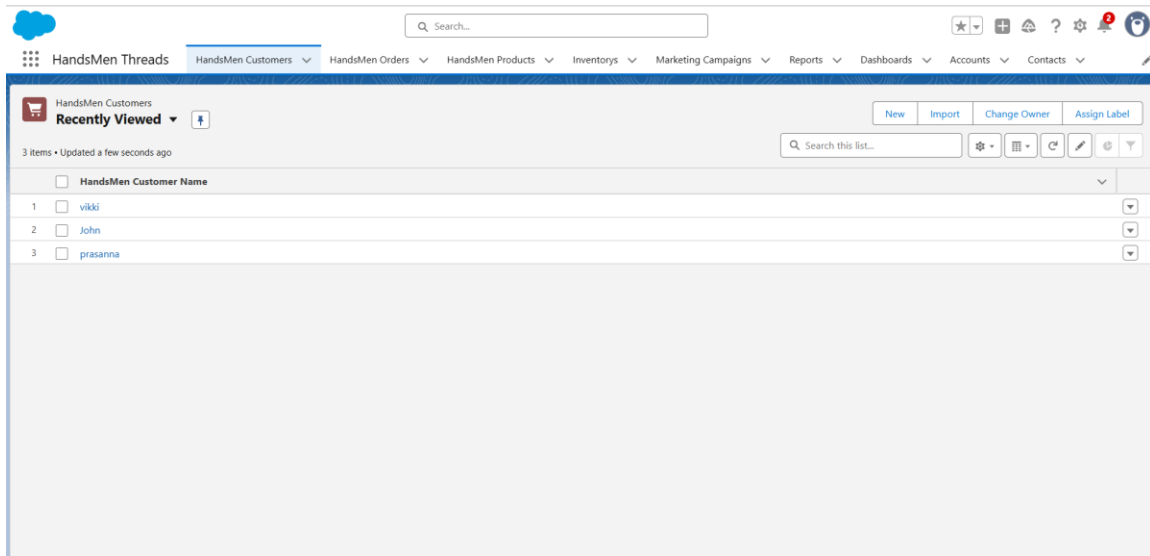 Search...
2
HandsMen Threads HandsMen Customers HandsMen Orders HandsMen Products Inventorys Marketing Campaigns Reports Dashboards Accounts Contacts
HandsMen Customers
Recently Viewed
New Import Change Owner Assign Label
3 items • Updated a few seconds ago
Search this list...
HandsMen Customer Name
1 vikki
2 John
3 prasanna